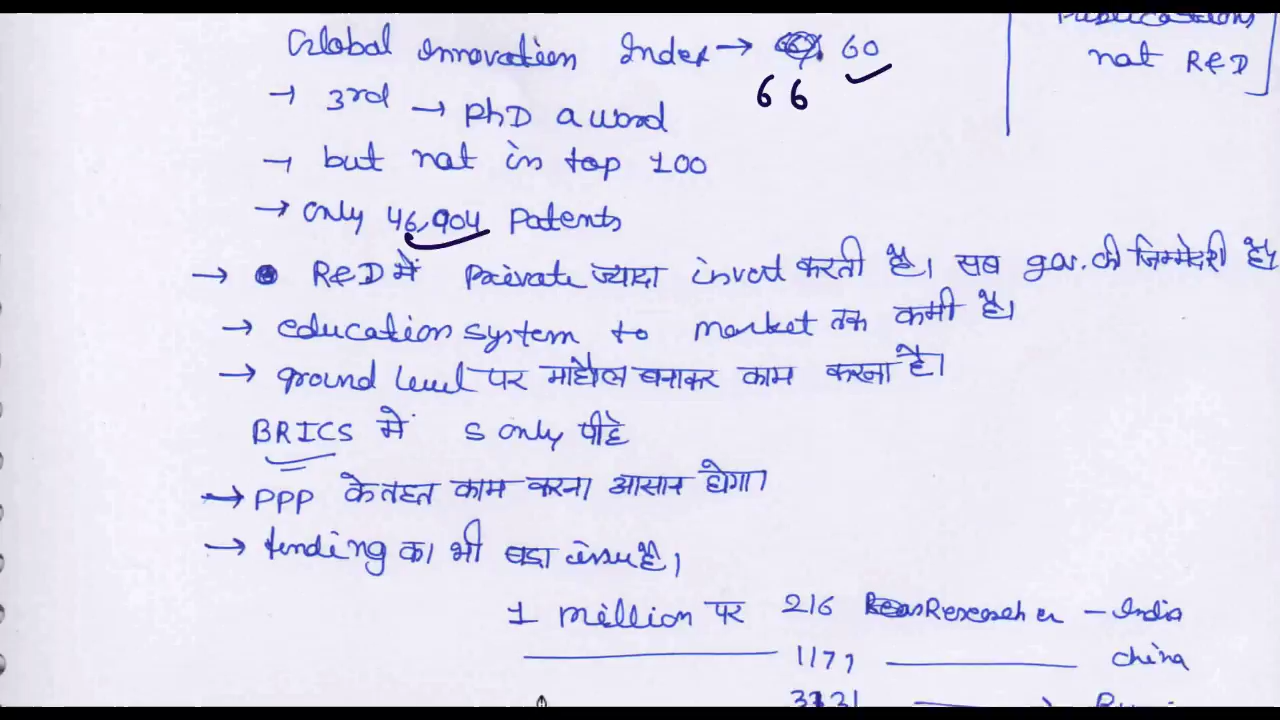 Global Innovation Index → 60
66
→ 3rd → PhD award
→ but not in top 100
→ only 46,904 Patents
→ R&D में Private ज्यादा invest करती है। सब gov. की जिम्मेदारी है।
→ education system to market तक कमी है।
→ ground level पर माहौल बनाकर काम करना है।
BRICS में S only पीछे
→ PPP के तहत काम करना आसान होगा।
→ funding का भी बड़ा issue है।
1 million पर 216 Researcher - India
1177 China
Publications
not R&D